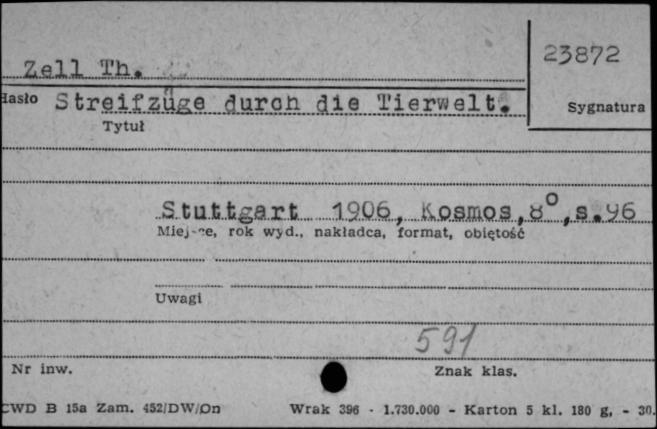 23872
Zell Th.
Hasło Streifzüge durch die Tierwelt.
Sygnatura
Tytuł
Stuttgart 1906, Kosmos, 8°, s.96
Miejsce, rok wyd., nakładca, format, obiętość
Uwagi
591
Nr inw.
Znak klas.
CWD B 15a Zam. 452/DW/On Wrak 396 - 1.730.000 - Karton 5 kl. 180 g, - 30.